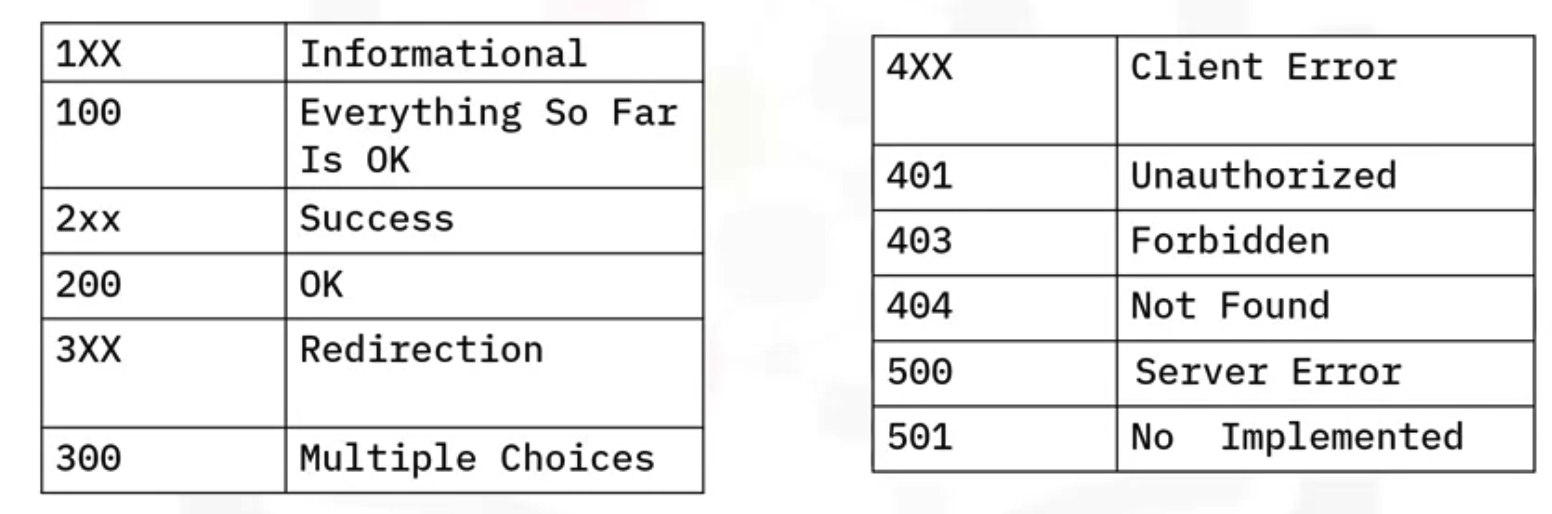 1XX Informational
100 Everything So Far
Is OK
2xx Success
200 OK
3XX Redirection
300 Multiple Choices
4XX Client Error
401 Unauthorized
403 Forbidden
404 Not Found
500 Server Error
501 No Implemented